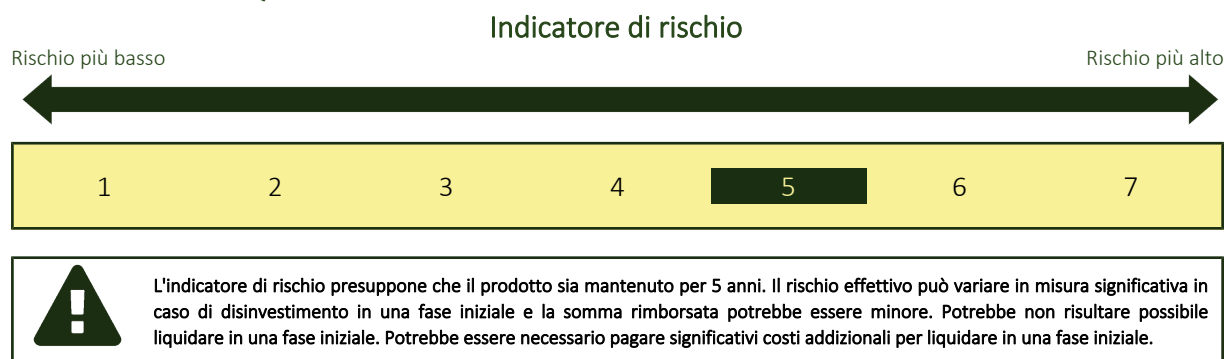 Indicatore di rischio
Rischio più basso
Rischio più alto
1 2 3 4 5 6 7
L'indicatore di rischio presuppone che il prodotto sia mantenuto per 5 anni. Il rischio effettivo può variare in misura significativa in
caso di disinvestimento in una fase iniziale e la somma rimborsata potrebbe essere minore. Potrebbe non risultare possibile
liquidare in una fase iniziale. Potrebbe essere necessario pagare significativi costi addizionali per liquidare in una fase iniziale.